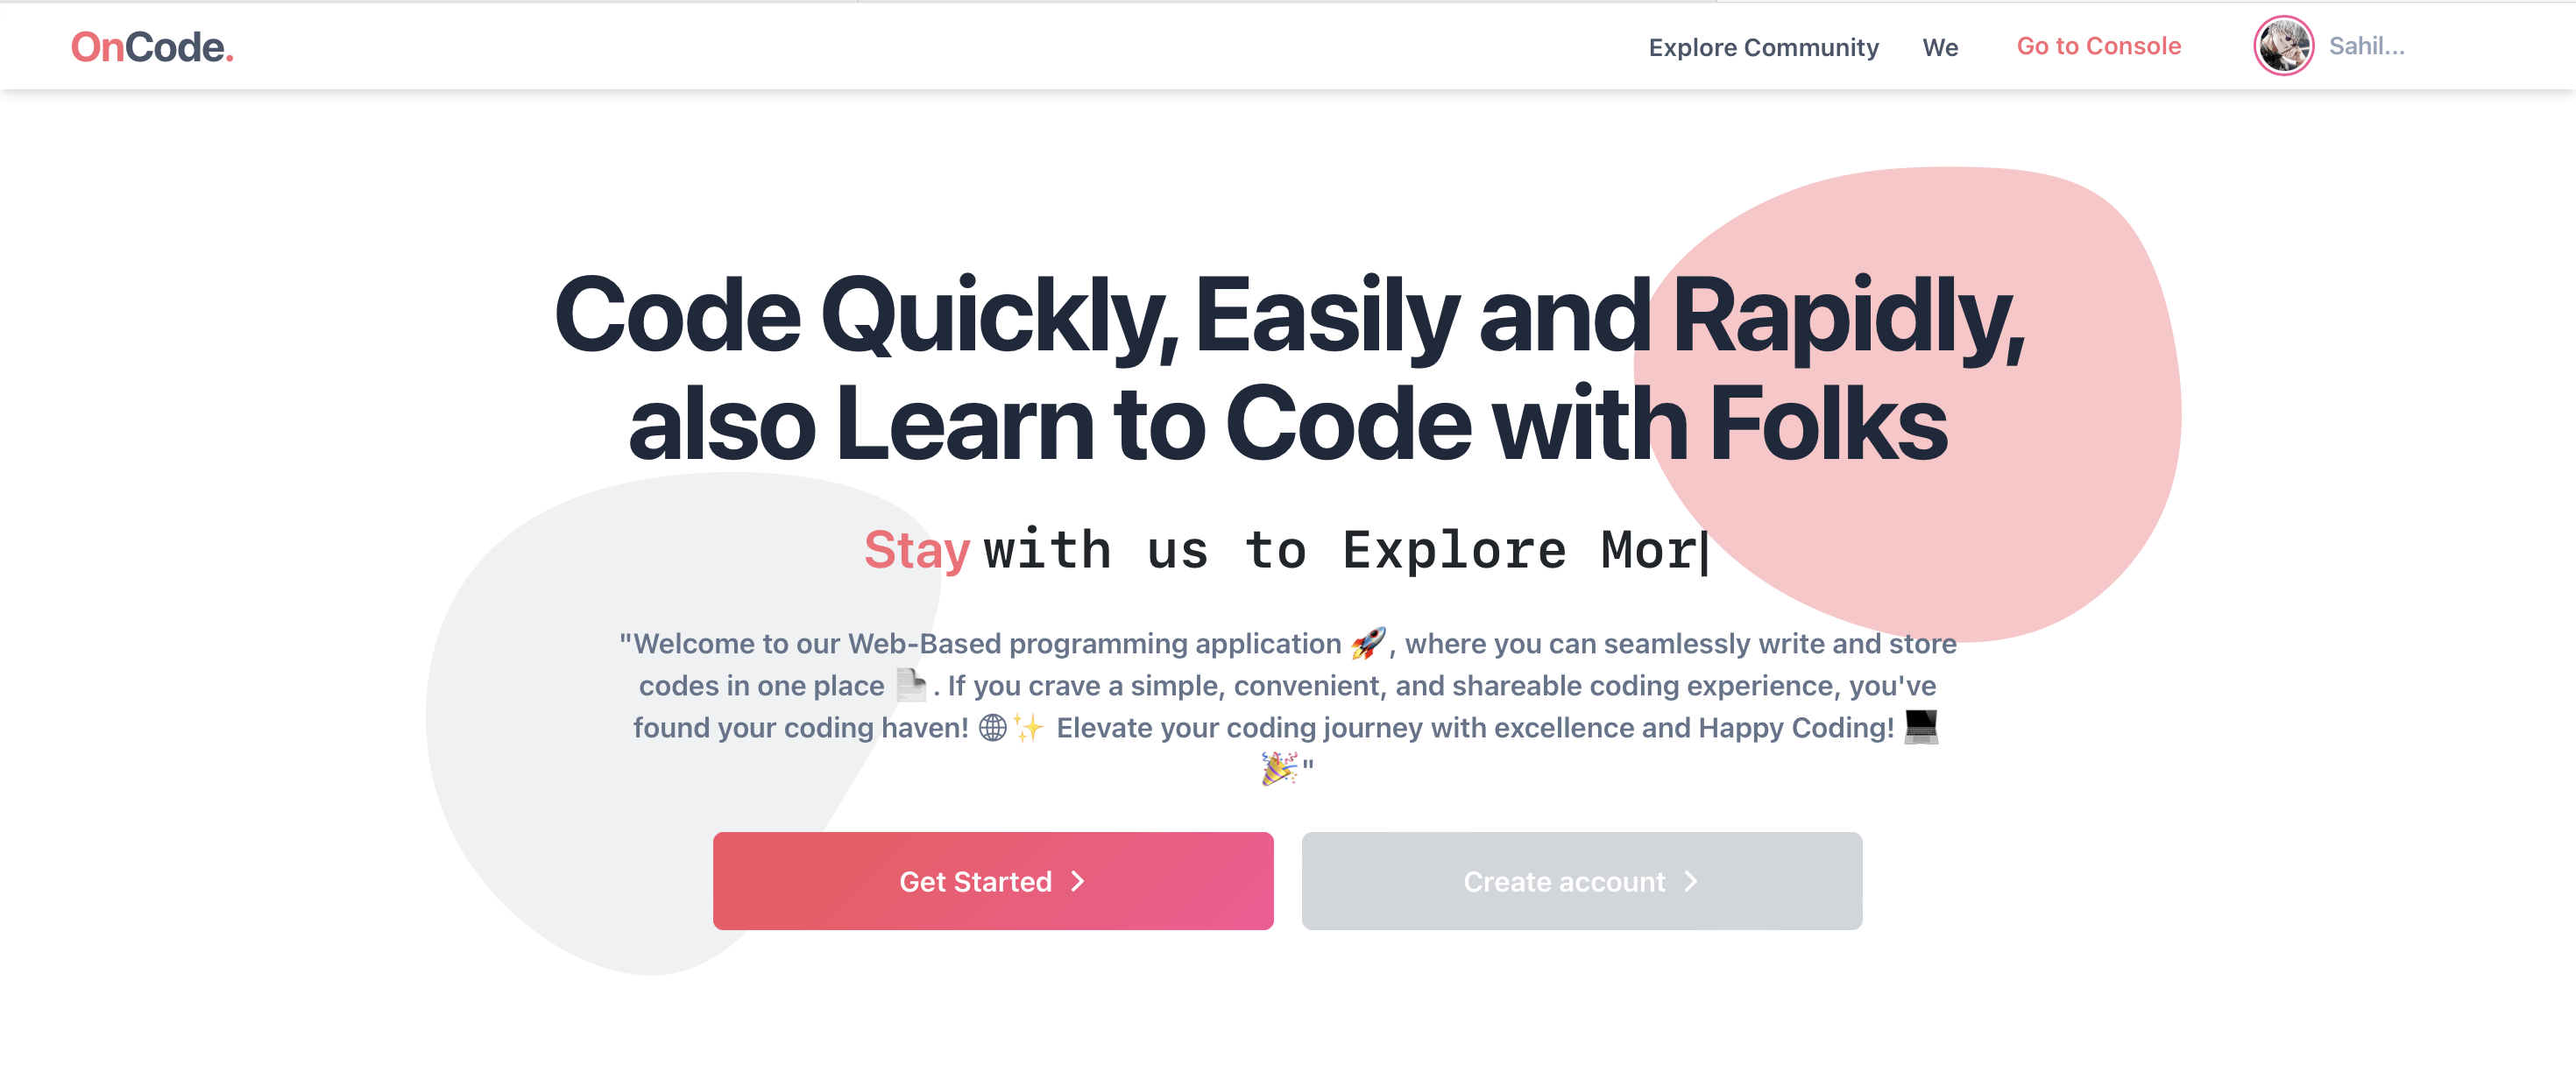 OnCode.
Explore Community
We
Go to Console
Sahil...
Code Quickly, Easily and Rapidly,
also Learn to Code with Folks
Stay with us to Explore Mor|
"Welcome to our Web-Based programming application 🚀, where you can seamlessly write and store
codes in one place 📄. If you crave a simple, convenient, and shareable coding experience, you've
found your coding haven! 🌐✨ Elevate your coding journey with excellence and Happy Coding! 💻
🎉"
Get Started
Create account